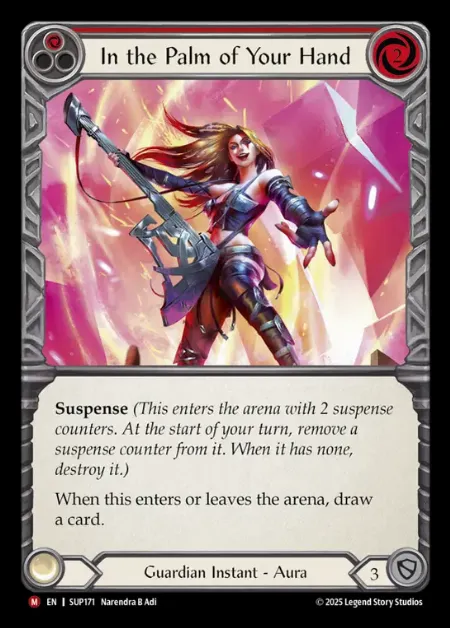 In the Palm of Your Hand
2
Suspense (This enters the arena with 2 suspense
counters. At the start of your turn, remove a
suspense counter from it. When it has none,
destroy it.)
When this enters or leaves the arena, draw
a card.
Guardian Instant - Aura
3
M EN | SUP171 Narendra B Adi
© 2025 Legend Story Studios